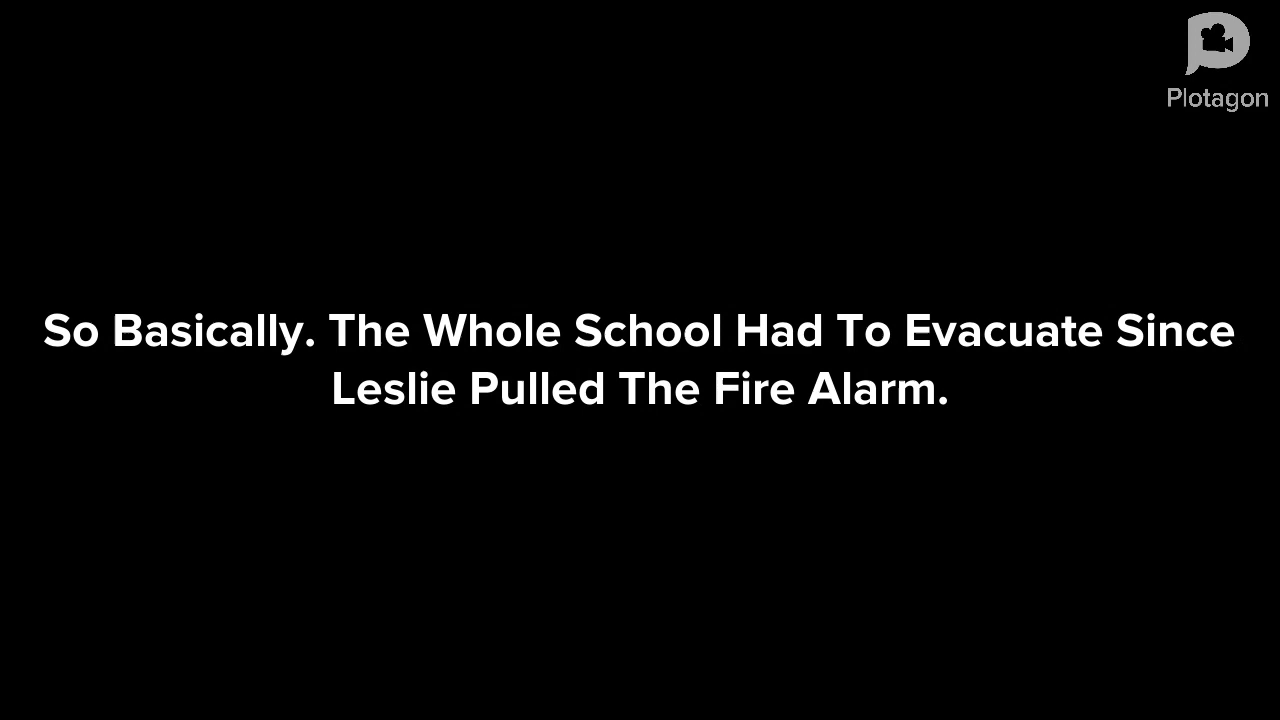 Plotagon
So Basically. The Whole School Had To Evacuate Since
Leslie Pulled The Fire Alarm.